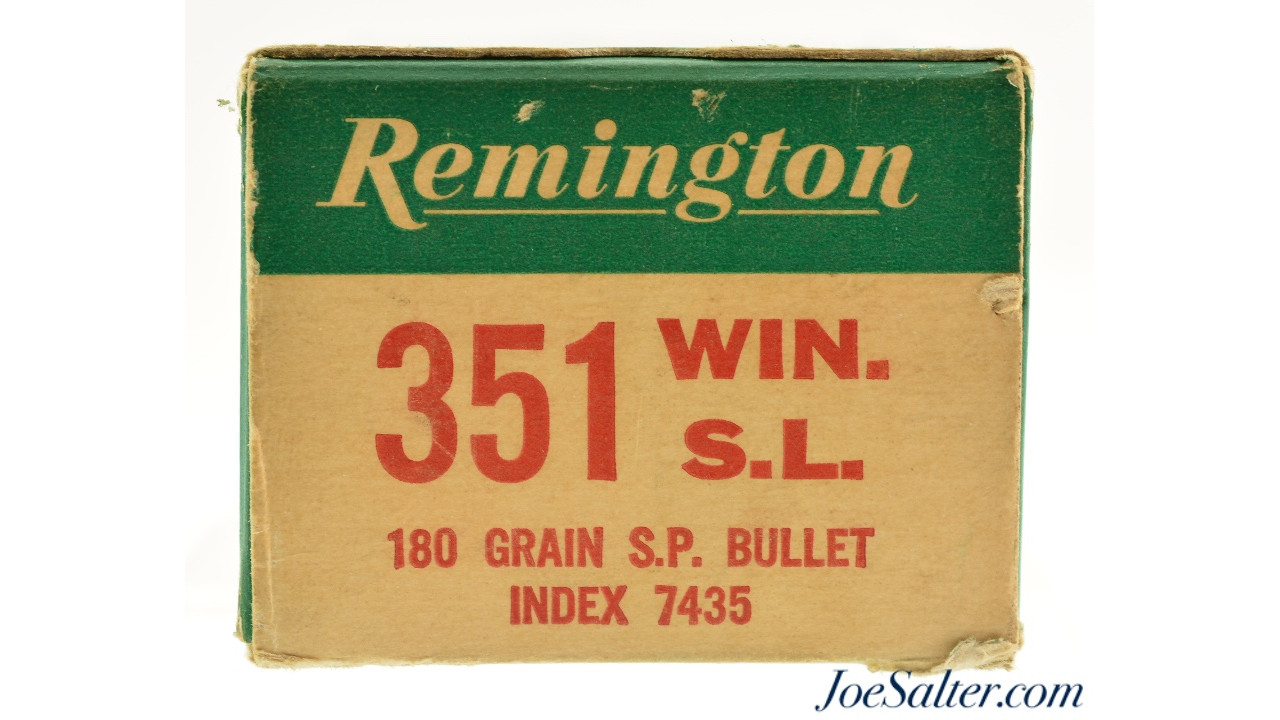 Remington
351 WIN.
S.L.
180 GRAIN S.P. BULLET
INDEX 7435
JoeSalter.com